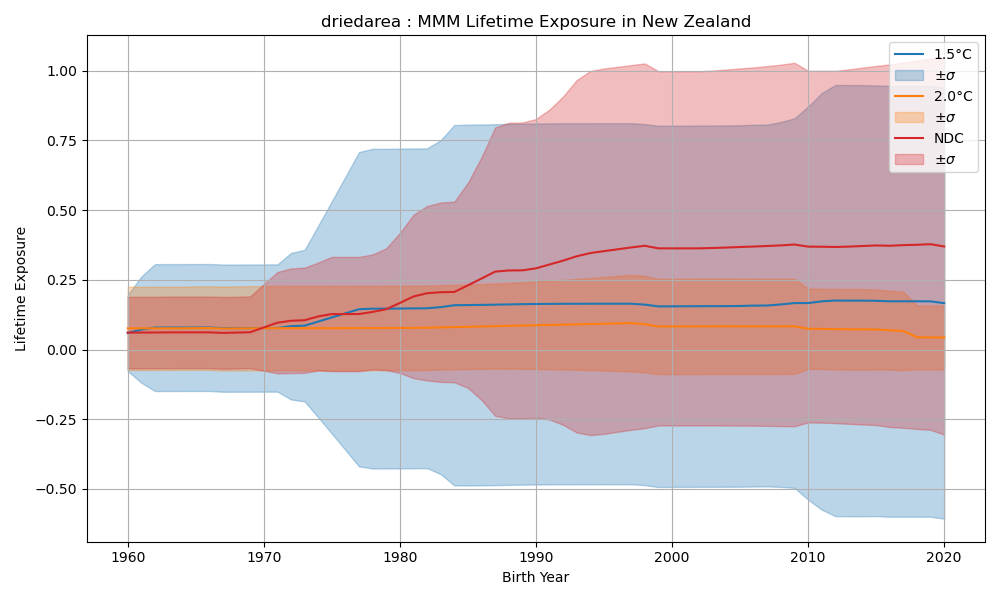 driedarea : MMM Lifetime Exposure in New Zealand
1.5°C
±σ
2.0°C
±σ
NDC
±σ
Lifetime Exposure
1.00
0.75
0.50
0.25
0.00
−0.25
−0.50
1960 1970 1980 1990 2000 2010 2020
Birth Year